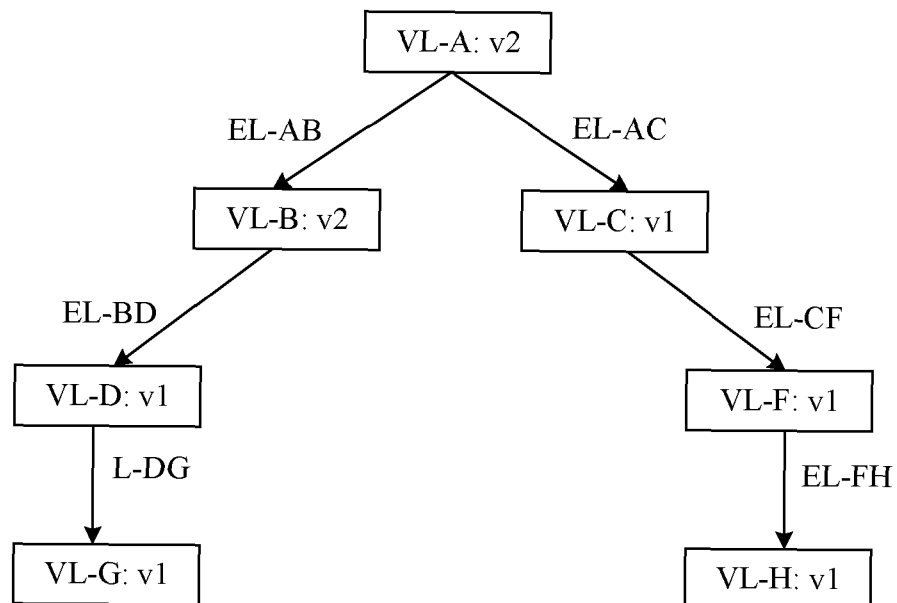 VL-A: v2
EL-AB
EL-AC
VL-B: v2
VL-C: v1
EL-BD
EL-CF
VL-D: v1
VL-F: v1
L-DG
EL-FH
VL-G: v1
VL-H: v1